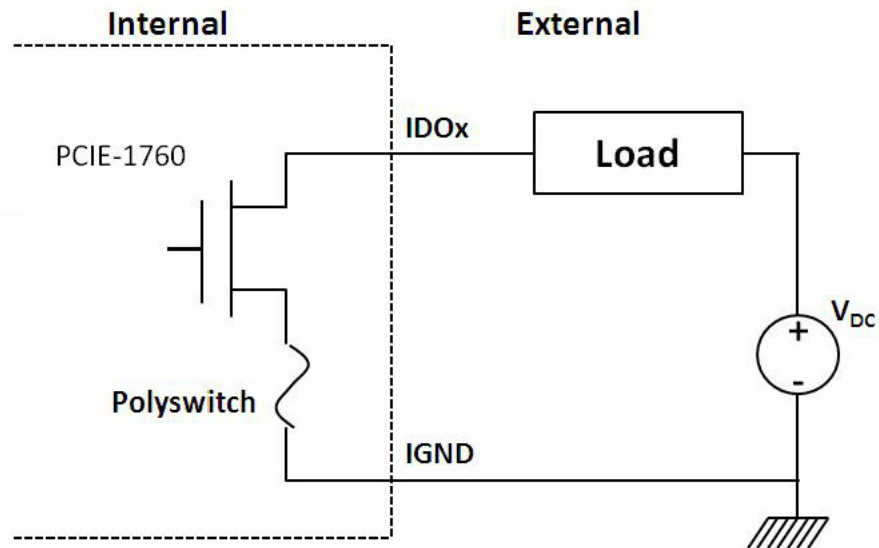 Internal
External
IDOx
PCIE-1760
Load
VDC
+
-
Polyswitch
IGND